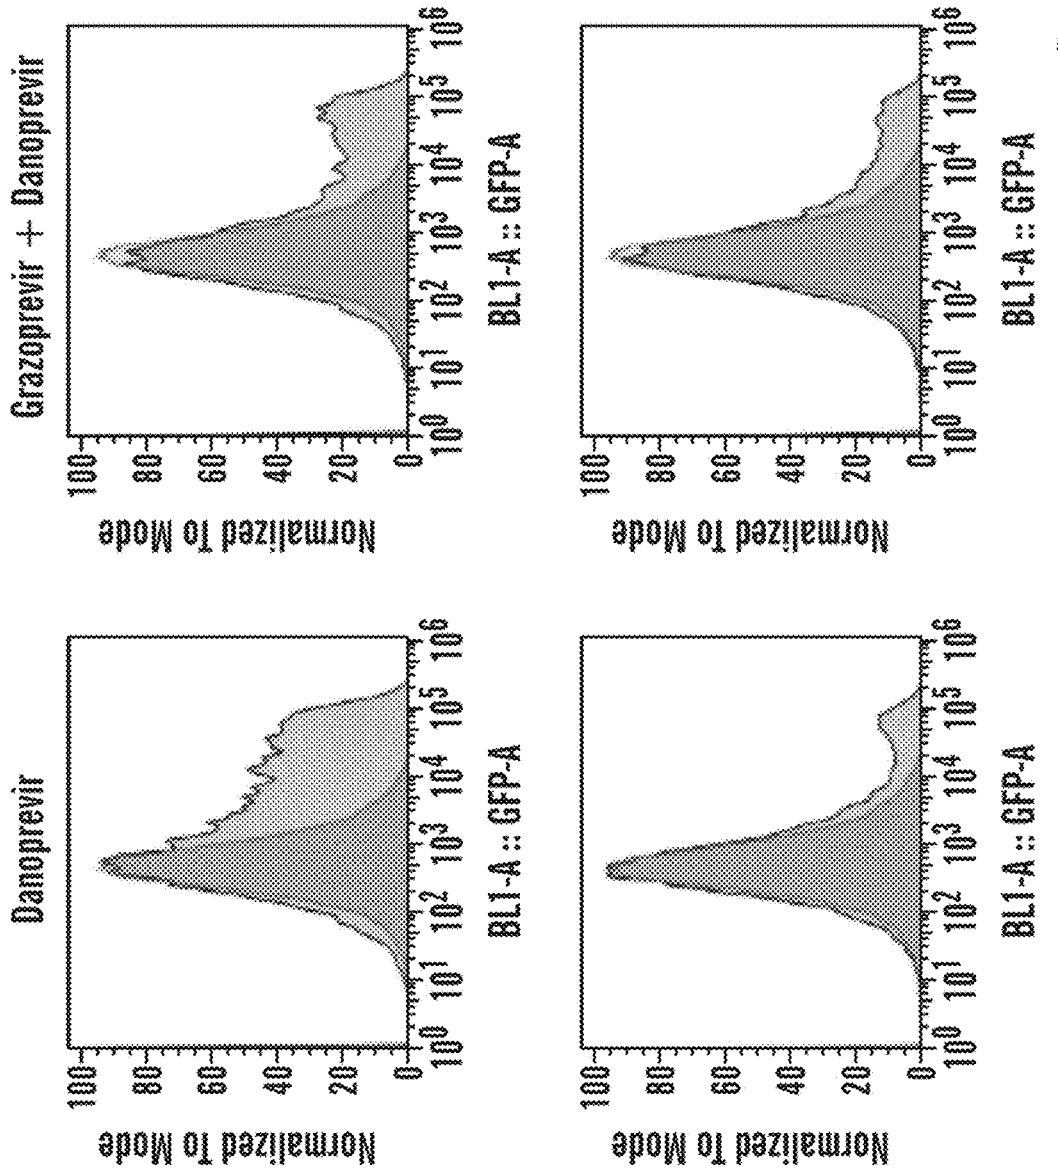 Danoprevir
Grazoprevir + Danoprevir
Normalized To Mode
100
80
60
40
20
0
10⁰ 10¹ 10² 10³ 10⁴ 10⁵ 10⁶
BL1-A :: GFP-A
Normalized To Mode
100
80
60
40
20
0
10⁰ 10¹ 10² 10³ 10⁴ 10⁵ 10⁶
BL1-A :: GFP-A
Normalized To Mode
100
80
60
40
20
0
10⁰ 10¹ 10² 10³ 10⁴ 10⁵ 10⁶
BL1-A :: GFP-A
Normalized To Mode
100
80
60
40
20
0
10⁰ 10¹ 10² 10³ 10⁴ 10⁵ 10⁶
BL1-A :: GFP-A